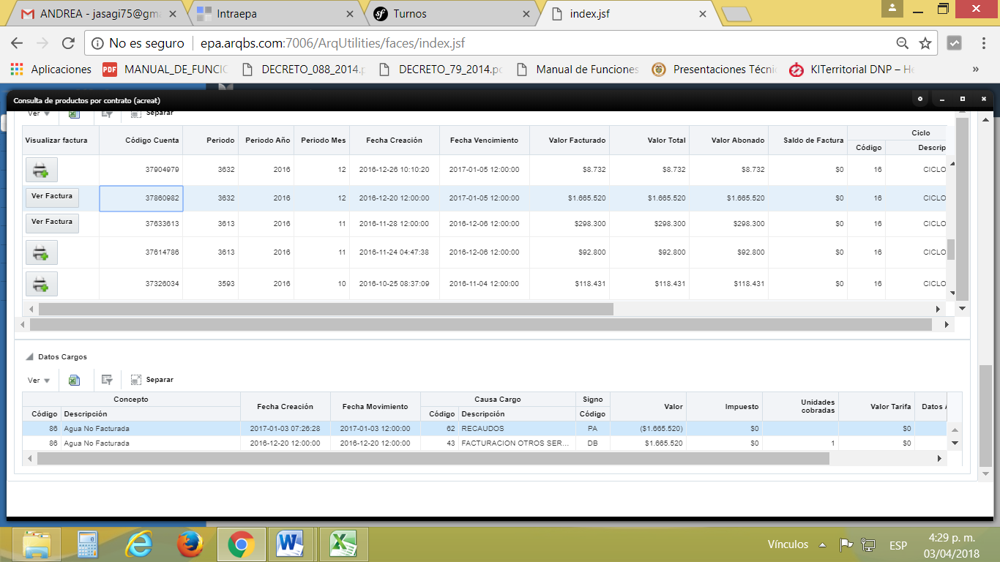 ANDREA - jasagi75@gma
Intraepa
Turnos
index.jsf
No es seguro epa.arqbs.com:7006/ArqUtilities/faces/index.jsf
Aplicaciones MANUAL_DE_FUNCIO DECRETO_088_2014.p DECRETO_79_2014.pd Manual de Funciones Presentaciones Técnic KITerritorial DNP – He »
Consulta de productos por contrato (acreat)
Ver Separar
Visualizar factura Código Cuenta Periodo Periodo Año Periodo Mes Fecha Creación Fecha Vencimiento Valor Facturado Valor Total Valor Abonado Saldo de Factura Ciclo
Código Descrip
37904979 3632 2016 12 2016-12-26 10:10:20 2017-01-05 12:00:00 $8.732 $8.732 $8.732 $0 16 CICLO
Ver Factura 37860982 3632 2016 12 2016-12-20 12:00:00 2017-01-05 12:00:00 $1.665.520 $1.665.520 $1.665.520 $0 16 CICLO
Ver Factura 37633613 3613 2016 11 2016-11-28 12:00:00 2016-12-06 12:00:00 $298.300 $298.300 $298.300 $0 16 CICLO
37614786 3613 2016 11 2016-11-24 04:47:38 2016-12-06 12:00:00 $92.800 $92.800 $92.800 $0 16 CICLO
37326034 3593 2016 10 2016-10-25 08:37:09 2016-11-04 12:00:00 $118.431 $118.431 $118.431 $0 16 CICLO
Datos Cargos
Ver Separar
Concepto Fecha Creación Fecha Movimiento Causa Cargo Signo Valor Impuesto Unidades cobradas Valor Tarifa Datos A
Código Descripción Código Descripción Código
86 Agua No Facturada 2017-01-03 07:26:28 2017-01-03 12:00:00 62 RECAUDOS PA ($1.665.520) $0 $0
86 Agua No Facturada 2016-12-20 12:00:00 2016-12-20 12:00:00 43 FACTURACION OTROS SER... DB $1.665.520 $0 1 $0
Vínculos ESP 4:29 p. m.
03/04/2018